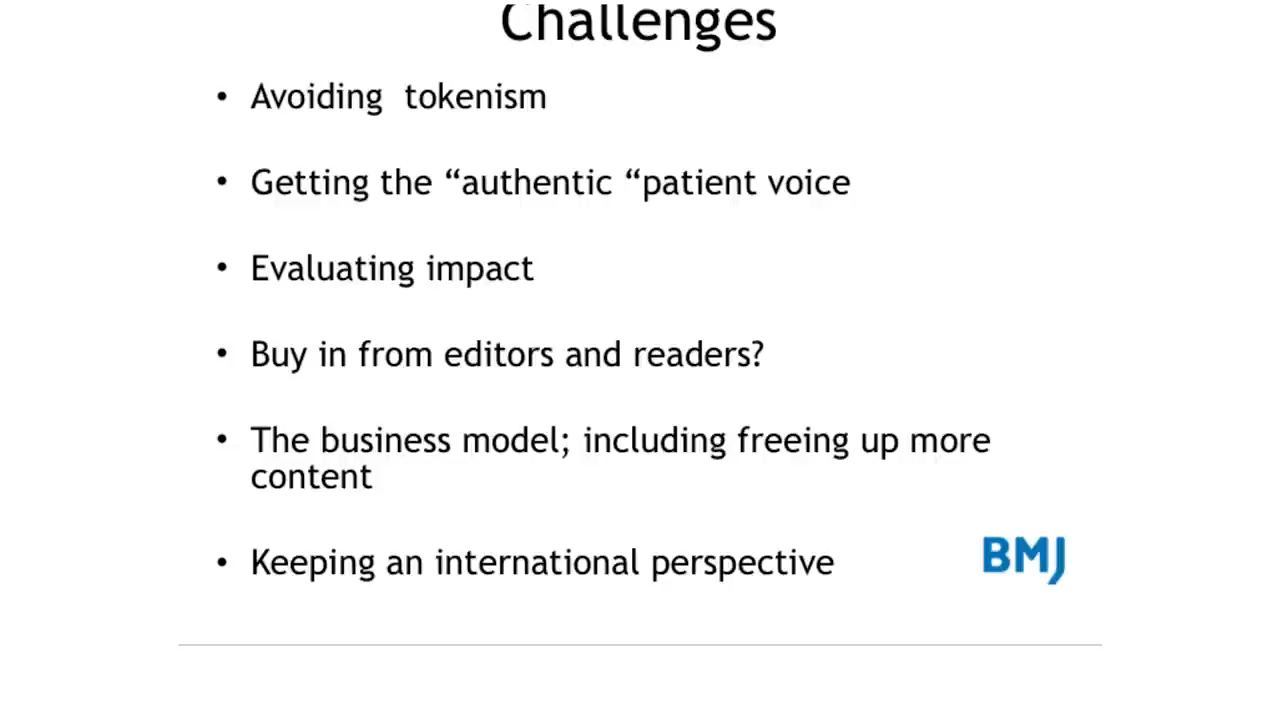 Challenges
• Avoiding  tokenism
• Getting the “authentic “patient voice
• Evaluating impact
• Buy in from editors and readers?
• The business model; including freeing up more
content
• Keeping an international perspective
BMJ